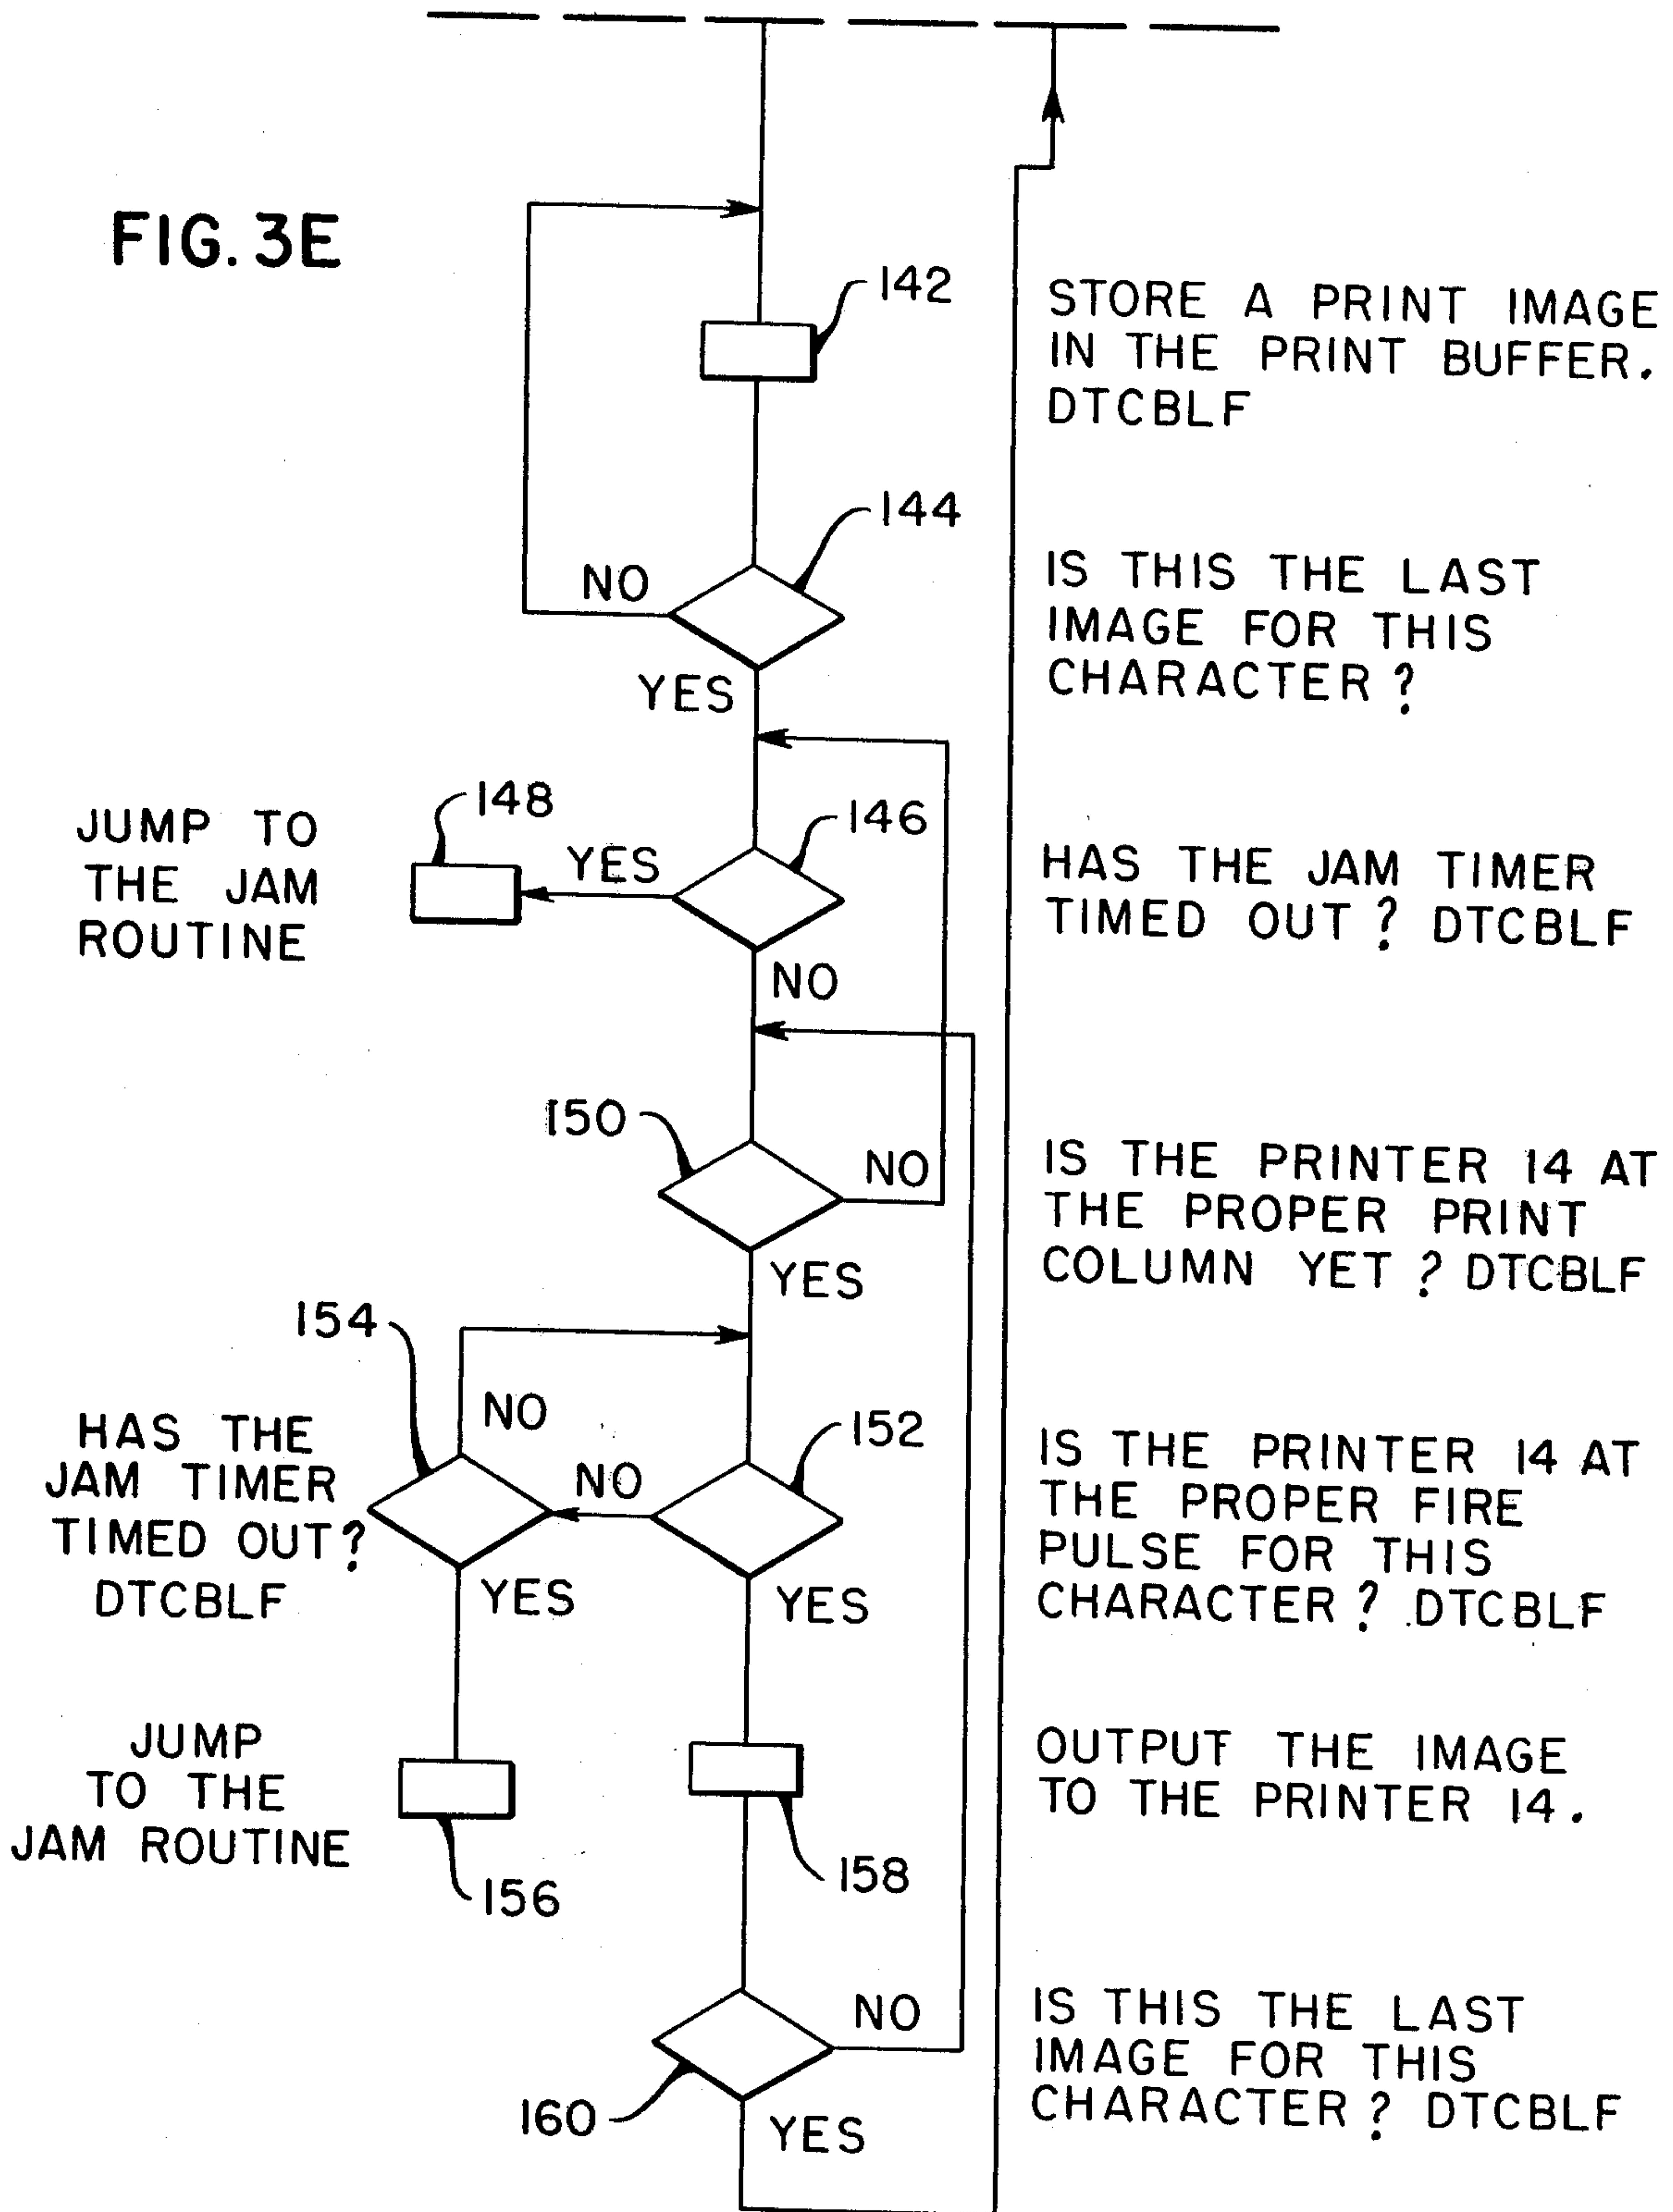 FIG. 3E
142
STORE A PRINT IMAGE
IN THE PRINT BUFFER.
DTCBLF
144
NO
IS THIS THE LAST
IMAGE FOR THIS
CHARACTER?
YES
JUMP TO
THE JAM
ROUTINE
148
YES
146
HAS THE JAM TIMER
TIMED OUT? DTCBLF
NO
150
NO
IS THE PRINTER 14 AT
THE PROPER PRINT
COLUMN YET? DTCBLF
YES
154
NO
HAS THE
JAM TIMER
TIMED OUT?
DTCBLF
NO
152
IS THE PRINTER 14 AT
THE PROPER FIRE
PULSE FOR THIS
CHARACTER? DTCBLF
YES
YES
JUMP
TO THE
JAM ROUTINE
156
158
OUTPUT THE IMAGE
TO THE PRINTER 14.
NO
IS THIS THE LAST
IMAGE FOR THIS
CHARACTER? DTCBLF
160
YES